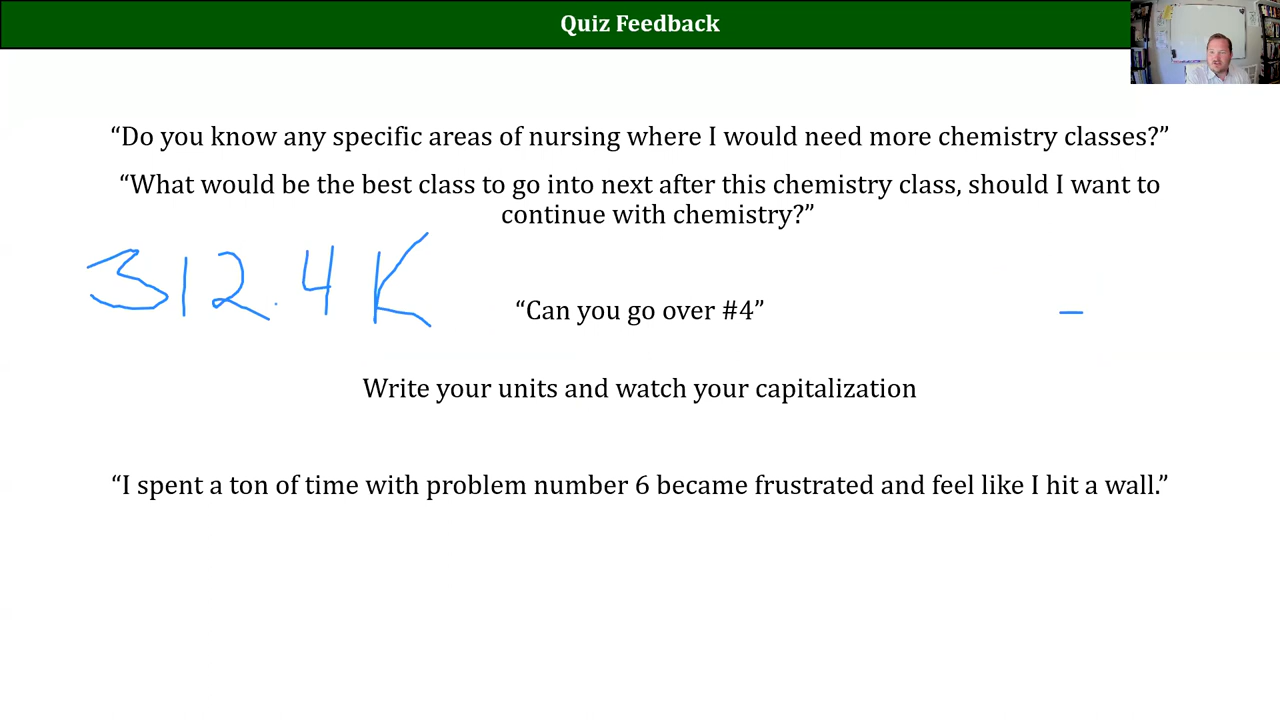 Quiz Feedback
“Do you know any specific areas of nursing where I would need more chemistry classes?”
“What would be the best class to go into next after this chemistry class, should I want to
continue with chemistry?”
312.4 K
“Can you go over #4”
Write your units and watch your capitalization
“I spent a ton of time with problem number 6 became frustrated and feel like I hit a wall.”